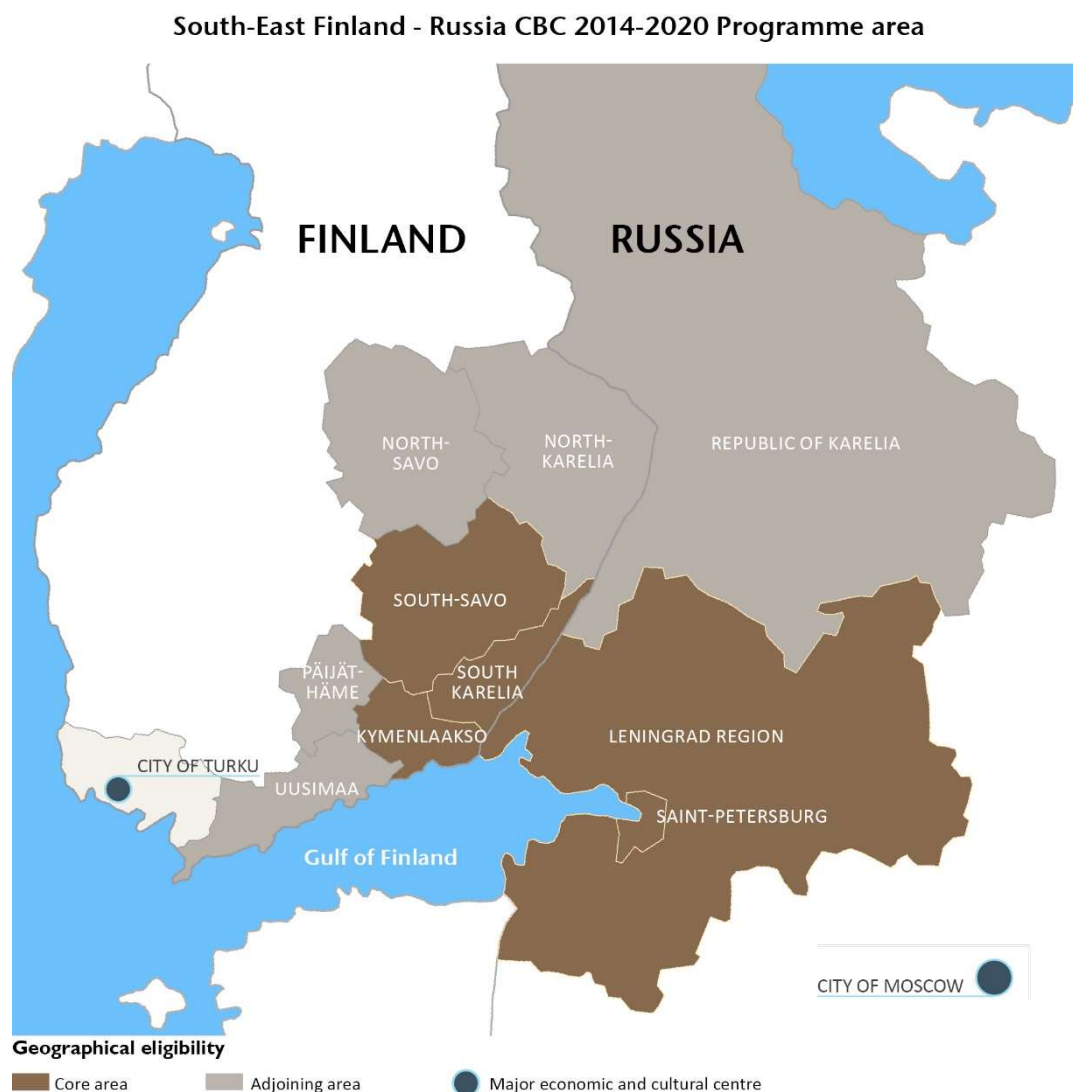 South-East Finland - Russia CBC 2014-2020 Programme area
FINLAND
RUSSIA
NORTH-
SAVO
NORTH-
KARELIA
REPUBLIC OF KARELIA
SOUTH-SAVO
PÄIJÄT-
HÄME
SOUTH
KARELIA
KYMENLAAKSO
LENINGRAD REGION
CITY OF TURKU
UUSIMAA
SAINT-PETERSBURG
Gulf of Finland
CITY OF MOSCOW
Geographical eligibility
Core area
Adjoining area
Major economic and cultural centre